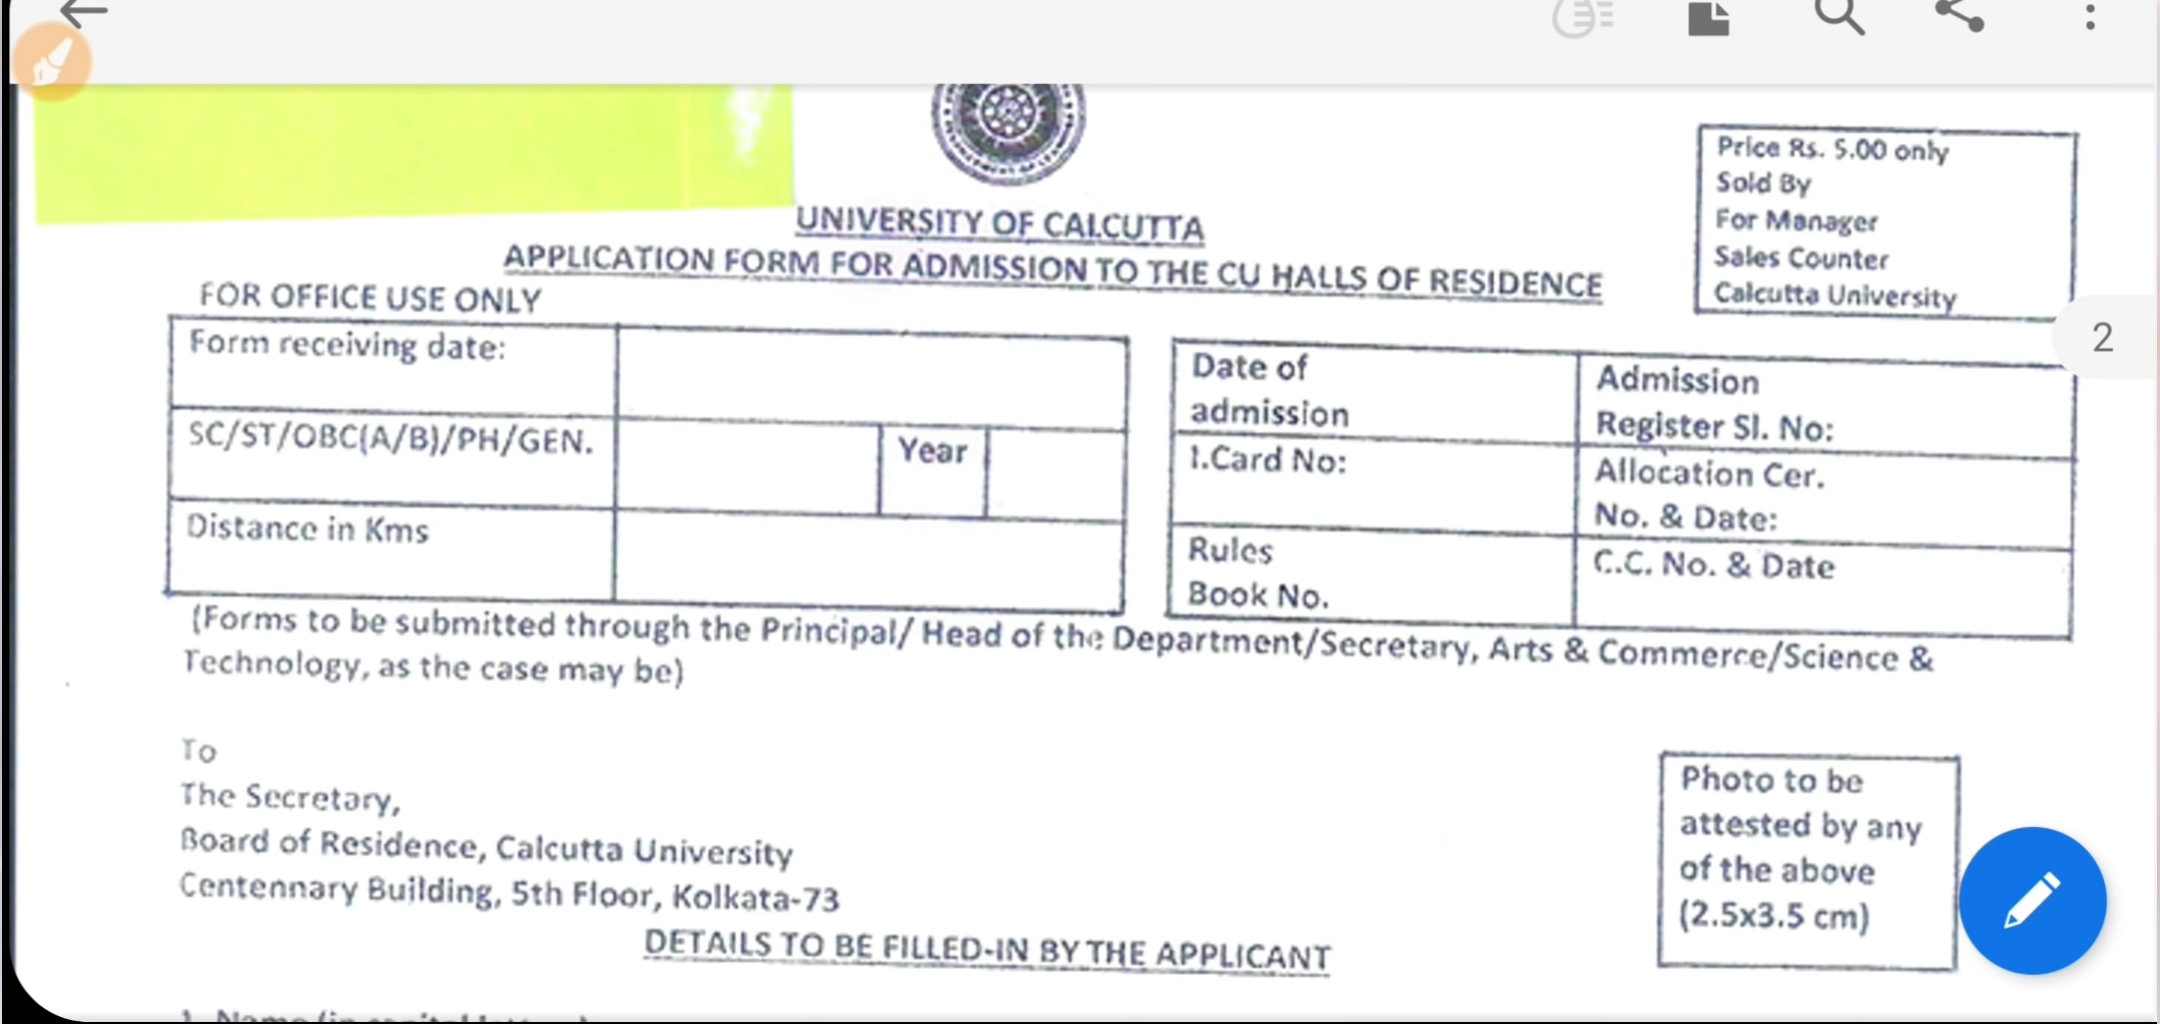 Price Rs. 5.00 only
Sold By
For Manager
Sales Counter
Calcutta University
UNIVERSITY OF CALCUTTA
APPLICATION FORM FOR ADMISSION TO THE CU HALLS OF RESIDENCE
FOR OFFICE USE ONLY
Form receiving date:
SC/ST/OBC(A/B)/PH/GEN.
Year
Distance in Kms
Date of
admission
Admission
Register Sl. No:
I.Card No:
Allocation Cer.
No. & Date:
Rules
Book No.
C.C. No. & Date
2
(Forms to be submitted through the Principal/ Head of the Department/Secretary, Arts & Commerce/Science &
Technology, as the case may be)
To
The Secretary,
Board of Residence, Calcutta University
Centennary Building, 5th Floor, Kolkata-73
Photo to be
attested by any
of the above
(2.5x3.5 cm)
DETAILS TO BE FILLED-IN BY THE APPLICANT